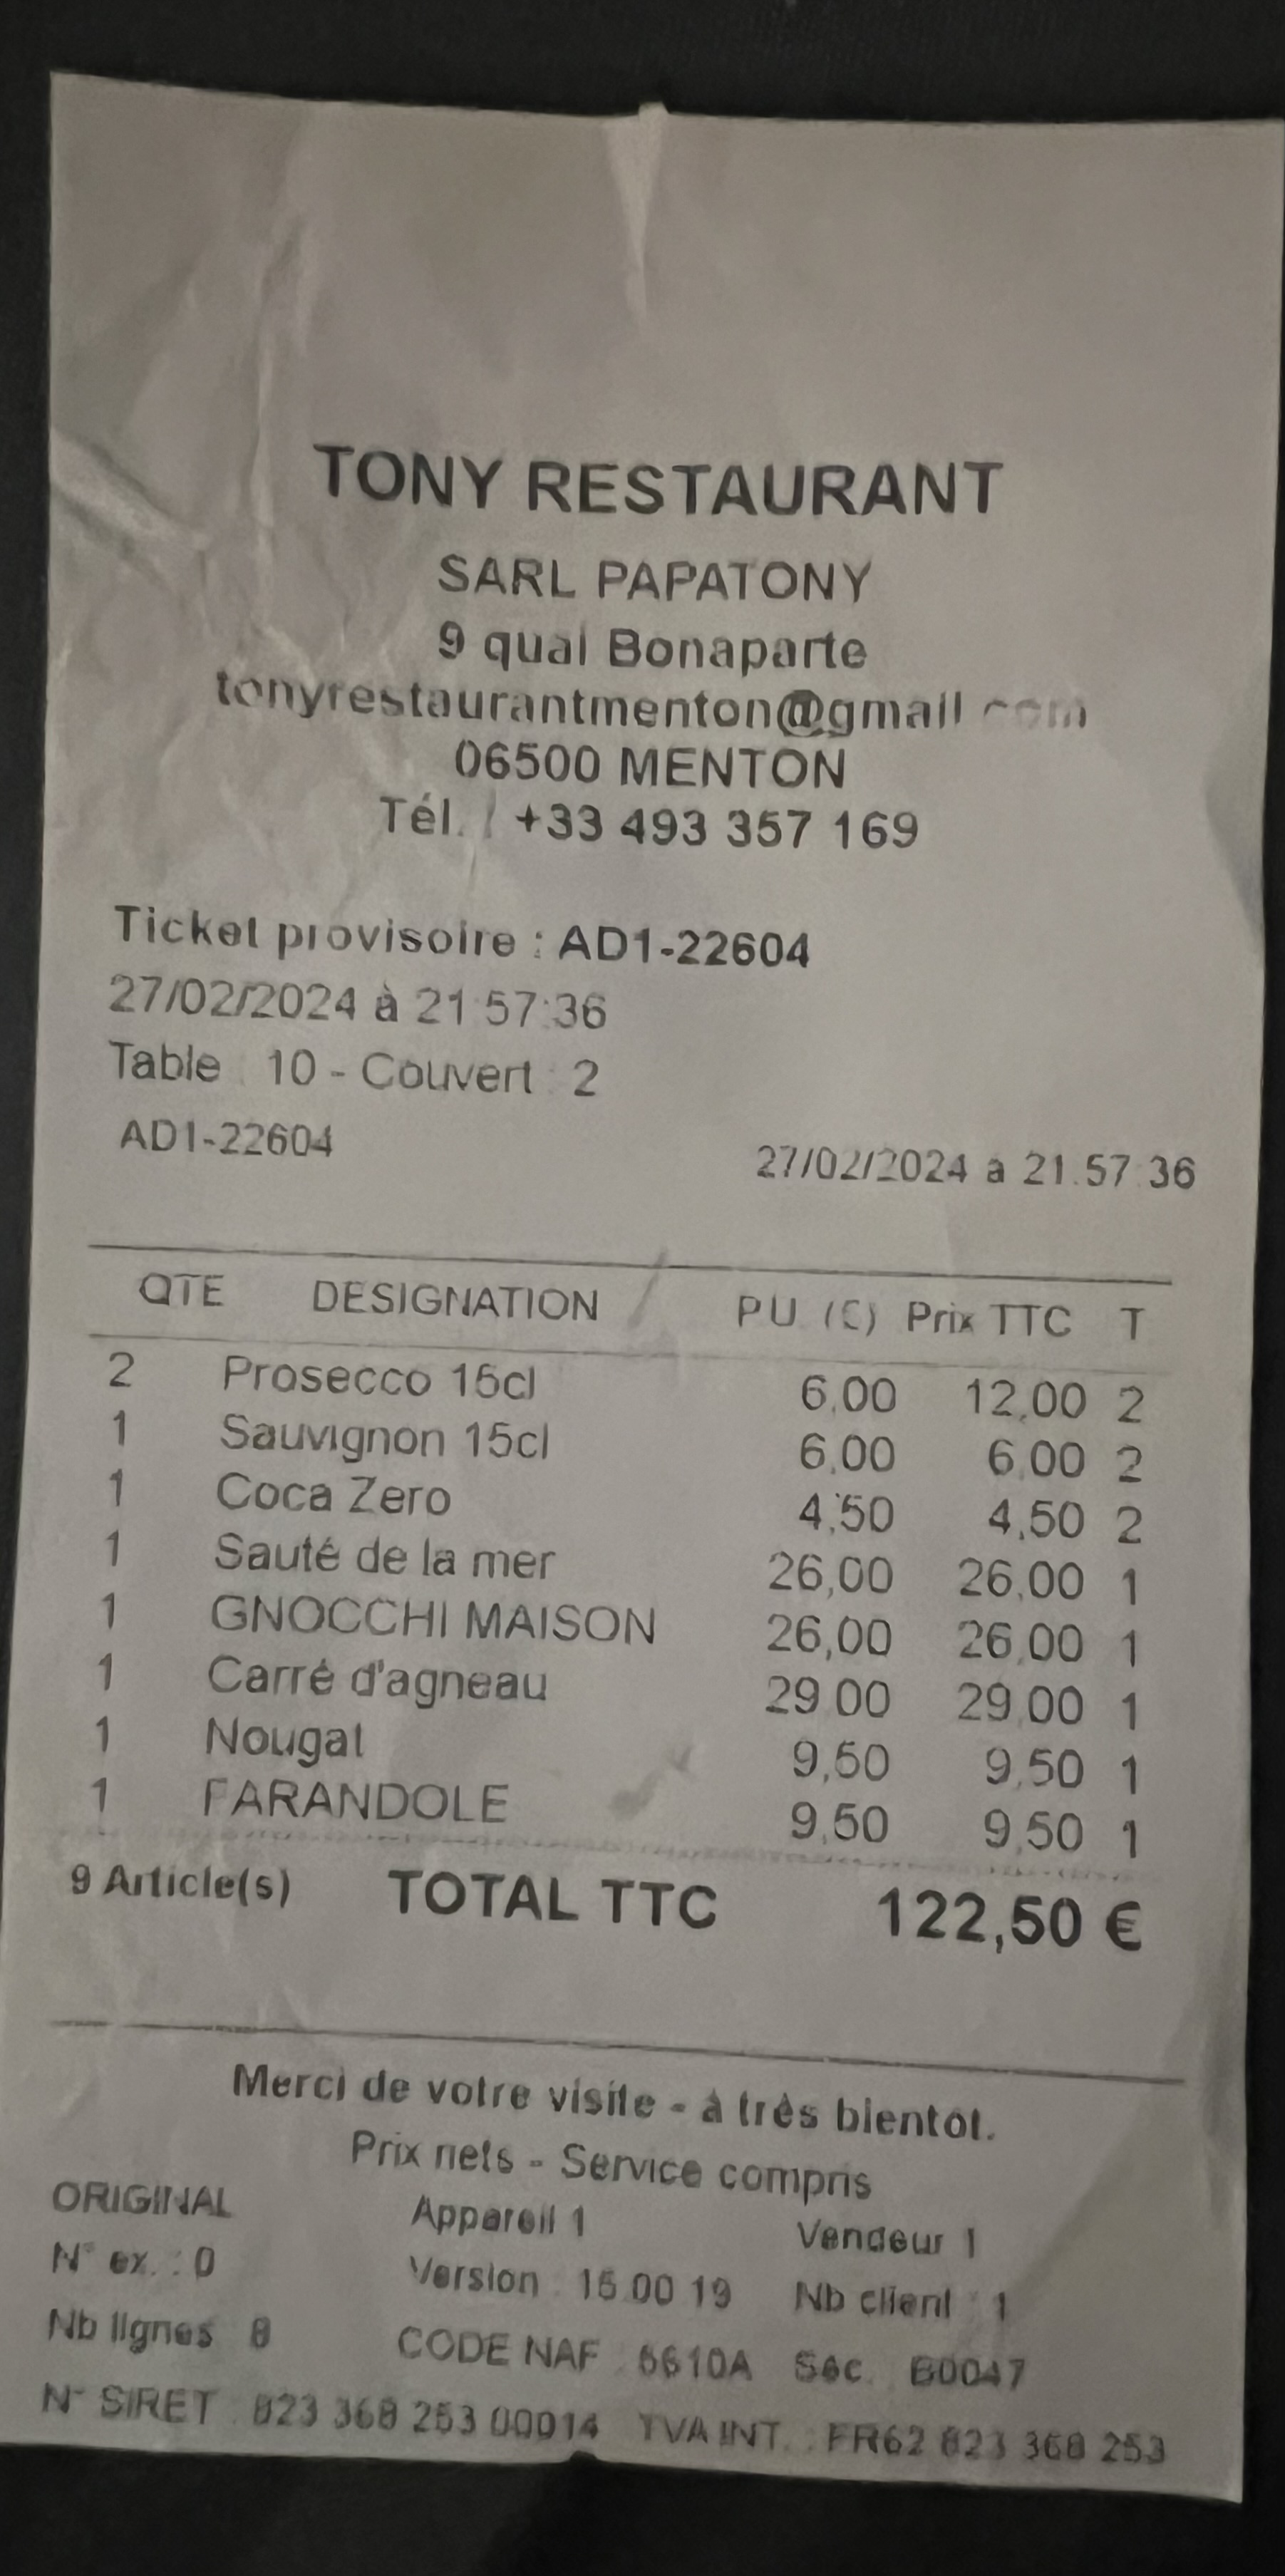 TONY RESTAURANT
SARL PAPATONY
9 quai Bonaparte
tonyrestaurantmenton@gmail.com
06500 MENTON
Tél. : +33 493 357 169
Ticket provisoire : AD1-22604
27/02/2024 à 21:57:36
Table : 10 - Couvert : 2
AD1-22604 27/02/2024 à 21:57:36
QTE DESIGNATION PU (€) Prix TTC T
2 Prosecco 15cl 6,00 12,00 2
1 Sauvignon 15cl 6,00 6,00 2
1 Coca Zero 4,50 4,50 2
1 Sauté de la mer 26,00 26,00 1
1 GNOCCHI MAISON 26,00 26,00 1
1 Carré d'agneau 29,00 29,00 1
1 Nougat 9,50 9,50 1
1 FARANDOLE 9,50 9,50 1
9 Article(s) TOTAL TTC 122,50 €
Merci de votre visite - à très bientôt.
Prix nets - Service compris
ORIGINAL Appareil 1 Vendeur 1
N° ex. : 0 Version : 15.00.19 Nb client : 1
Nb lignes : 8 CODE NAF : 5610A Sec. : B0047
N° SIRET : 823 368 253 00014 TVA INT. : FR62 823 368 253